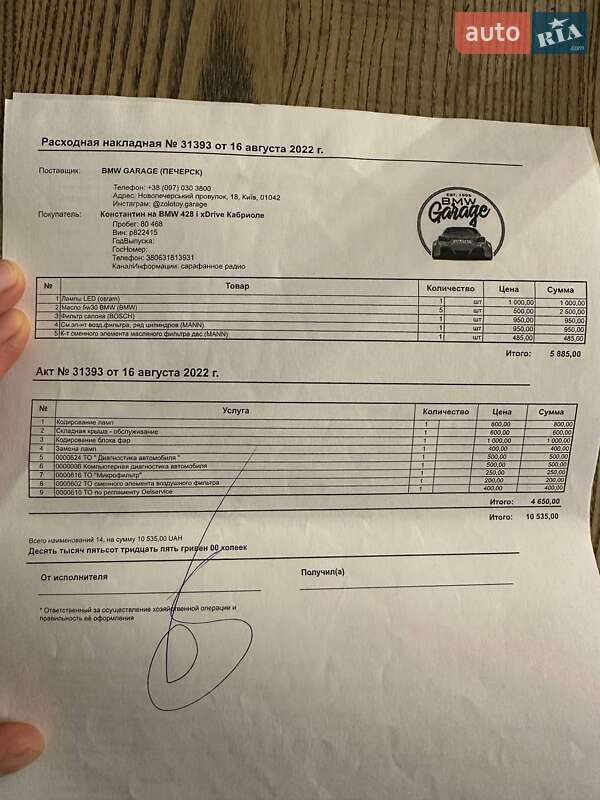 auto RIA.com
Расходная накладная № 31393 от 16 августа 2022 г.
Поставщик: BMW GARAGE (ПЕЧЕРСК)
Телефон: +38 (097) 030 3800
Адрес: Новопечерський провулок, 18, Київ, 01042
Инстаграм: @zolotoy.garage
Покупатель: Константин на BMW 428 i xDrive Кабриоле
Пробег: 80 468
Вин: p822415
ГодВыпуска:
ГосНомер:
Телефон: 380631813931
КаналИнформации: сарафанное радио
EST. 1995
BMW
Garage
№ Товар Количество Цена Сумма
1 Лампы LED (osram) 1 шт 1 000,00 1 000,00
2 Масло 5w30 BMW (BMW) 5 шт 500,00 2 500,00
3 Фильтр салона (BOSCH) 1 шт 950,00 950,00
4 См.эл-нт возд.фильтра, ряд цилиндров (MANN) 1 шт 950,00 950,00
5 К-т сменного элемента масляного фильтра двс (MANN) 1 шт 485,00 485,00
Итого: 5 885,00
Акт № 31393 от 16 августа 2022 г.
№ Услуга Количество Цена Сумма
1 Кодирование ламп 1 800,00 800,00
2 Складная крыша - обслуживание 1 600,00 600,00
3 Кодирование блока фар 1 1 000,00 1 000,00
4 Замена ламп 1 400,00 400,00
5 0000624 ТО " Диагностика автомобиля " 1 500,00 500,00
6 0000006 Компьютерная диагностика автомобиля 1 500,00 500,00
7 0000616 ТО "Микрофильтр" 1 250,00 250,00
8 0000602 ТО сменного элемента воздушного фильтра 1 200,00 200,00
9 0000610 ТО по регламенту Oelservice 1 400,00 400,00
Итого: 4 650,00
Итого: 10 535,00
Всего наименований 14, на сумму 10 535,00 UAH
Десять тысяч пятьсот тридцать пять гривен 00 копеек
От исполнителя Получил(а)
* Ответственный за осуществление хозяйственной операции и
правильность её оформления